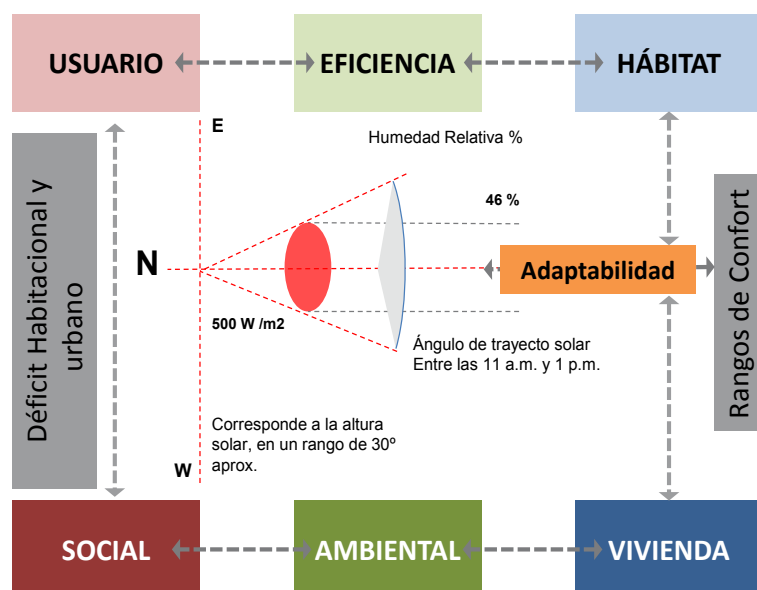 USUARIO
EFICIENCIA
HÁBITAT
E
Humedad Relativa %
46 %
Déficit Habitacional y
urbano
N
Adaptabilidad
Rangos de Confort
500 W /m2
Ángulo de trayecto solar
Entre las 11 a.m. y 1 p.m.
Corresponde a la altura
solar, en un rango de 30º
aprox.
W
SOCIAL
AMBIENTAL
VIVIENDA